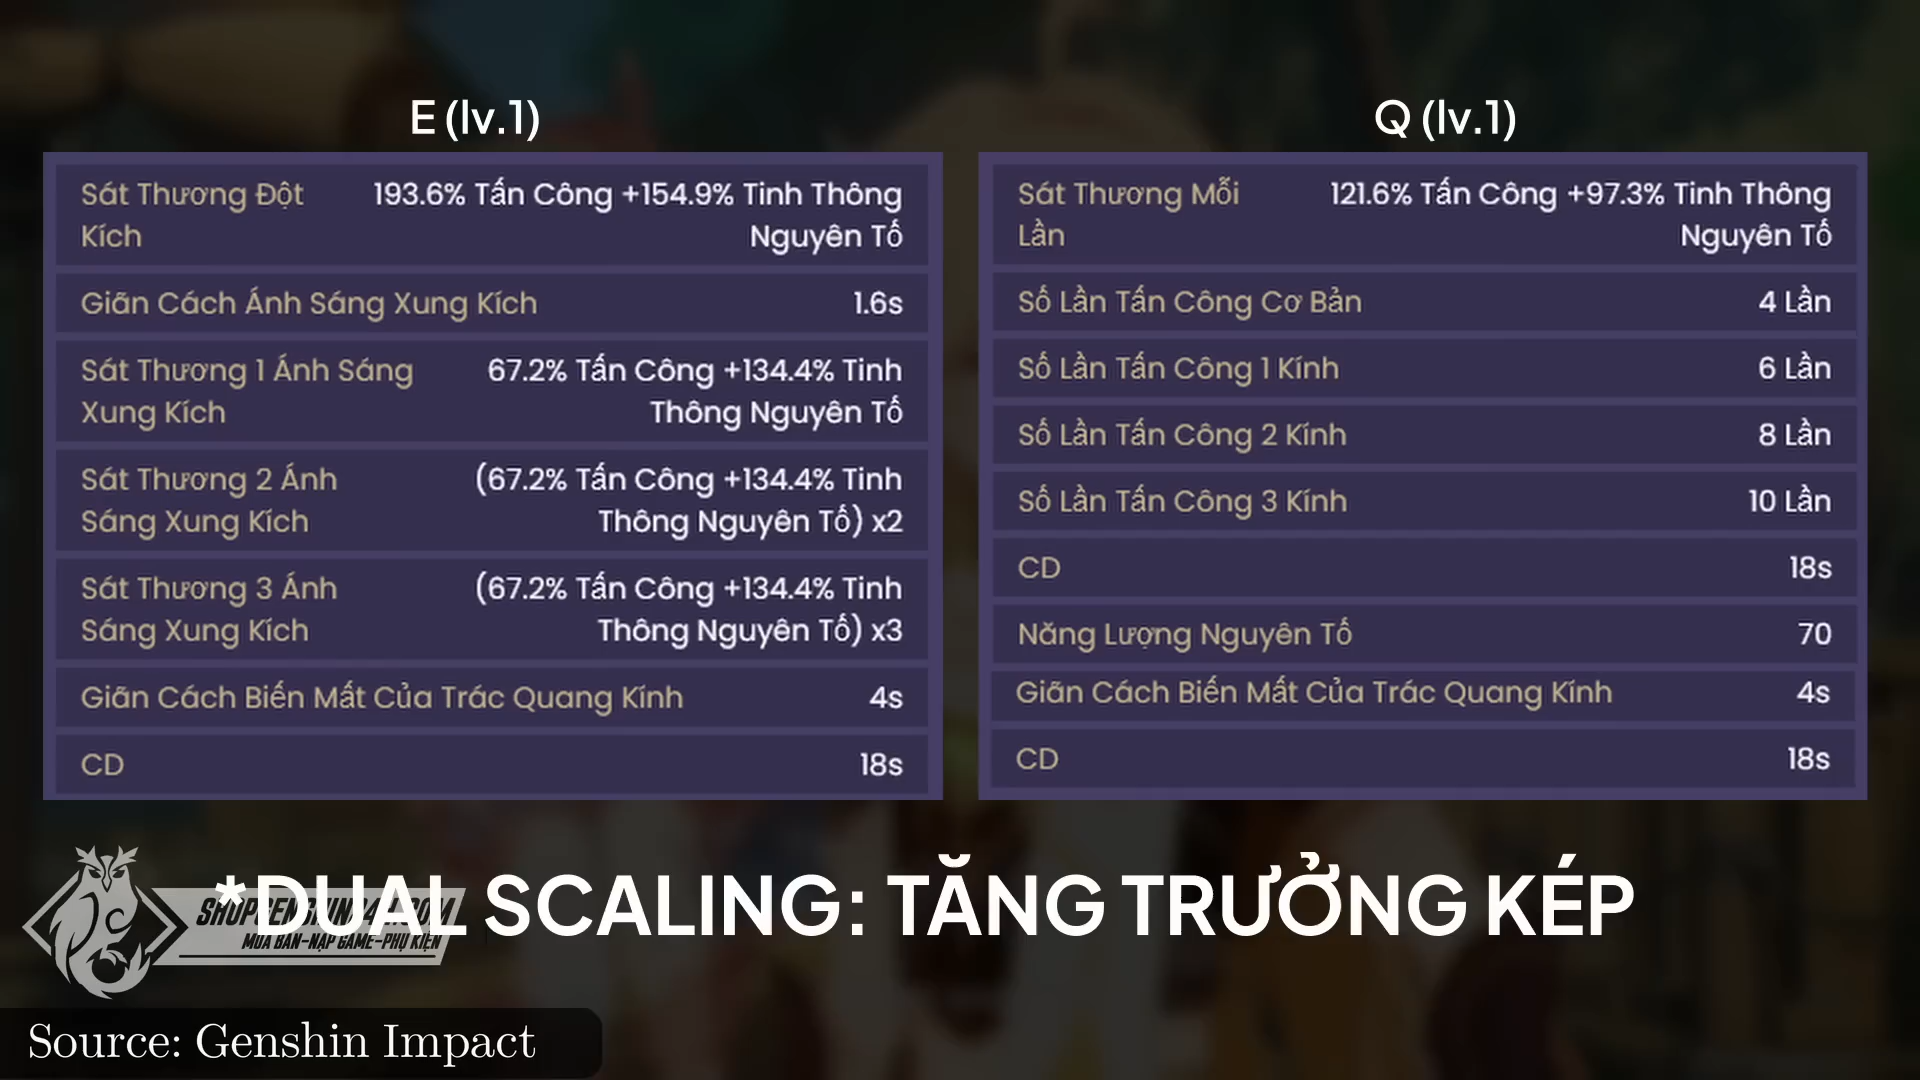 E (lv.1)
Sát Thương Đột 193.6% Tấn Công +154.9% Tinh Thông
Kích Nguyên Tố
Giãn Cách Ánh Sáng Xung Kích 1.6s
Sát Thương 1 Ánh Sáng 67.2% Tấn Công +134.4% Tinh
Xung Kích Thông Nguyên Tố
Sát Thương 2 Ánh (67.2% Tấn Công +134.4% Tinh
Sáng Xung Kích Thông Nguyên Tố) x2
Sát Thương 3 Ánh (67.2% Tấn Công +134.4% Tinh
Sáng Xung Kích Thông Nguyên Tố) x3
Giãn Cách Biến Mất Của Trác Quang Kính 4s
CD 18s
Q (lv.1)
Sát Thương Mỗi 121.6% Tấn Công +97.3% Tinh Thông
Lần Nguyên Tố
Số Lần Tấn Công Cơ Bản 4 Lần
Số Lần Tấn Công 1 Kính 6 Lần
Số Lần Tấn Công 2 Kính 8 Lần
Số Lần Tấn Công 3 Kính 10 Lần
CD 18s
Năng Lượng Nguyên Tố 70
Giãn Cách Biến Mất Của Trác Quang Kính 4s
CD 18s
*DUAL SCALING: TĂNG TRƯỞNG KÉP
MUA BÁN-NẠP GAME-PHỤ KIỆN
Source: Genshin Impact